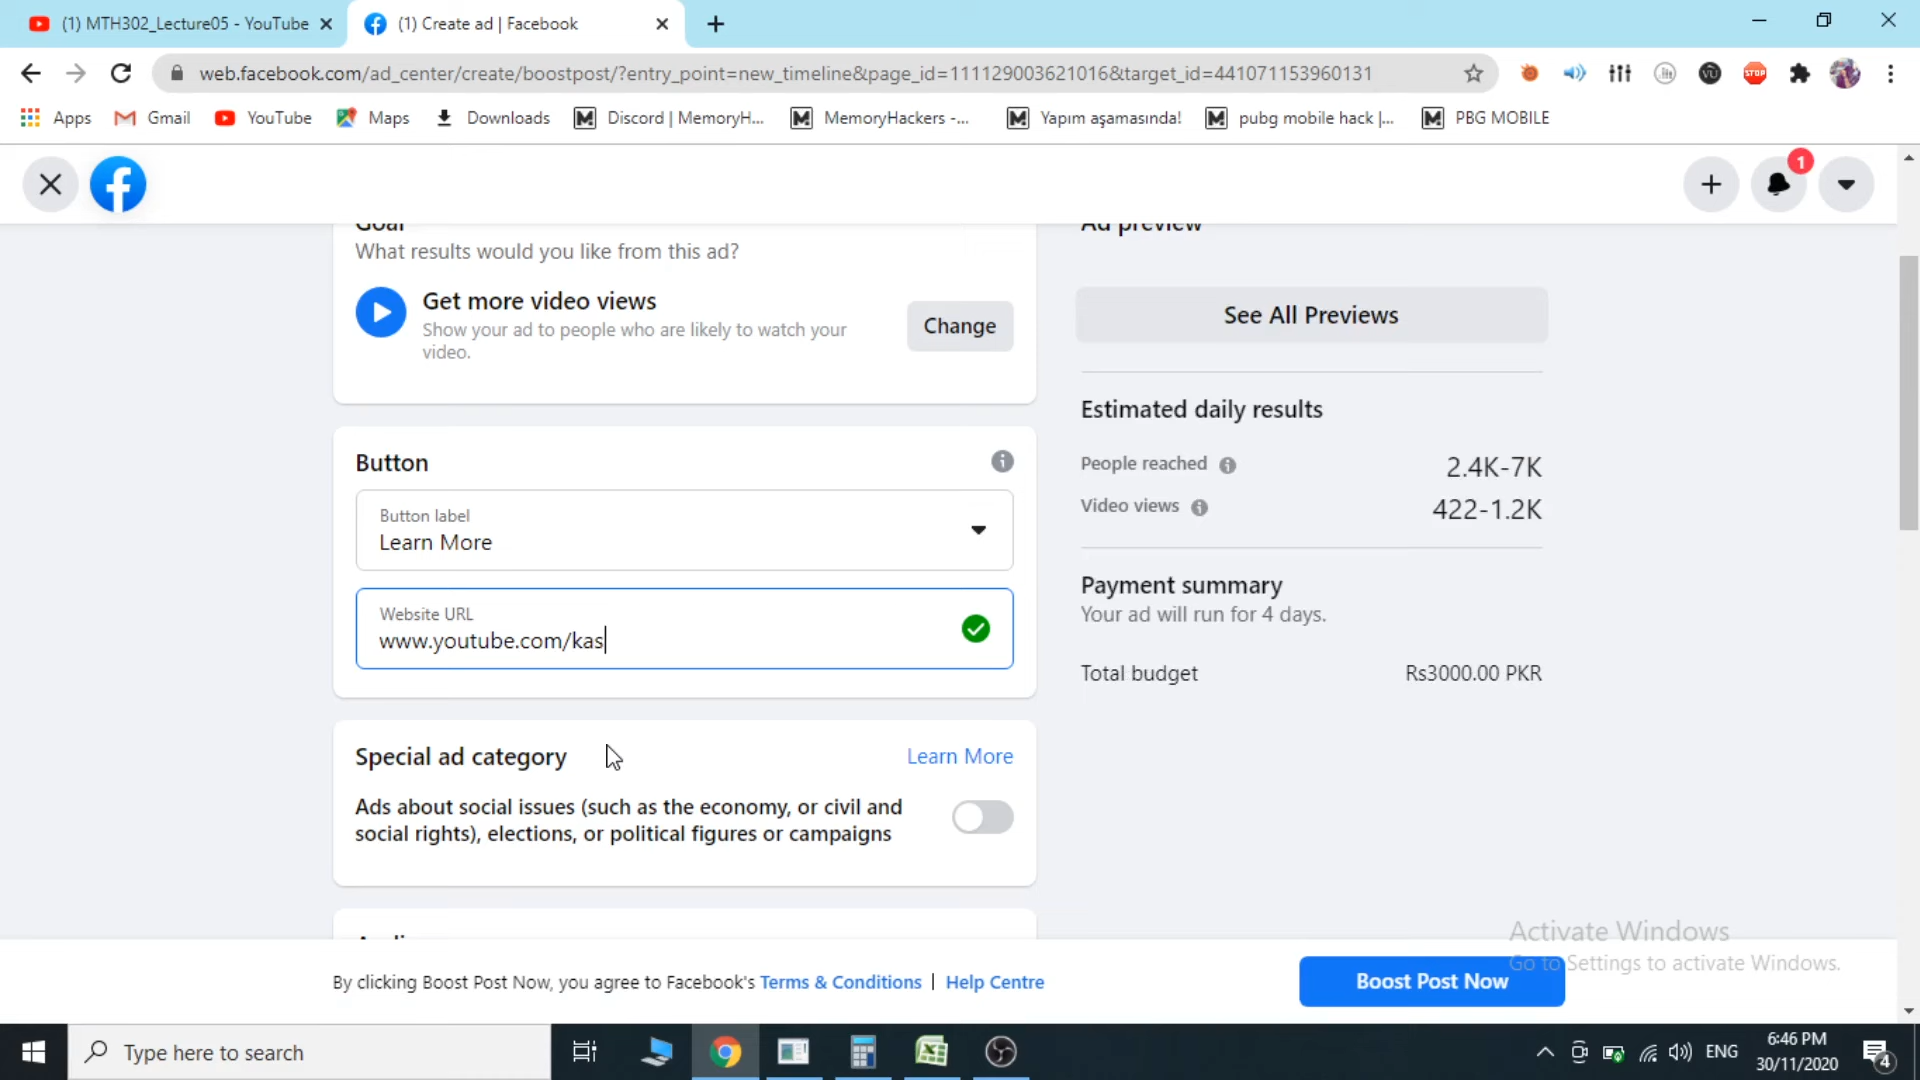 (1) MTH302_Lecture05 - YouTube
(1) Create ad | Facebook
web.facebook.com/ad_center/create/boostpost/?entry_point=new_timeline&page_id=111129003621016&target_id=441071153960131
Apps
Gmail
YouTube
Maps
Downloads
Discord | MemoryH...
MemoryHackers -...
Yapım aşamasında!
pubg mobile hack |...
PBG MOBILE
1
Goal
What results would you like from this ad?
Get more video views
Show your ad to people who are likely to watch your
video.
Change
Button
Button label
Learn More
Website URL
www.youtube.com/kas
Special ad category
Learn More
Ads about social issues (such as the economy, or civil and
social rights), elections, or political figures or campaigns
Ad preview
See All Previews
Estimated daily results
People reached
2.4K-7K
Video views
422-1.2K
Payment summary
Your ad will run for 4 days.
Total budget
Rs3000.00 PKR
Activate Windows
Go to Settings to activate Windows.
By clicking Boost Post Now, you agree to Facebook's Terms & Conditions | Help Centre
Boost Post Now
Type here to search
ENG
6:46 PM
30/11/2020
4